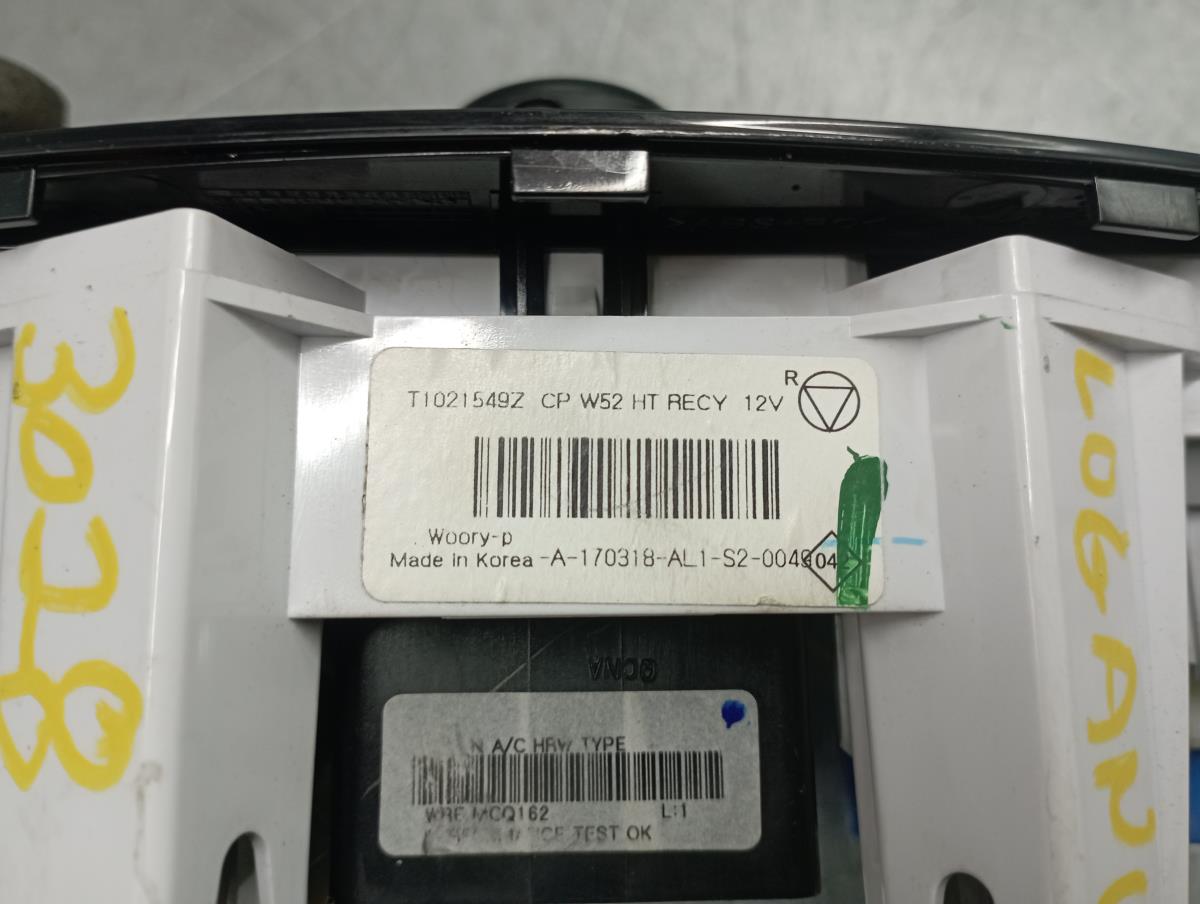 T1021549Z CP W52 HT RECY 12V
R
Woory-p
Made in Korea -A-170318-AL1-S2-0049
04
N A/C HRW TYPE
WRE MCQ162 L:1
TEST OK
3028
LOGAN